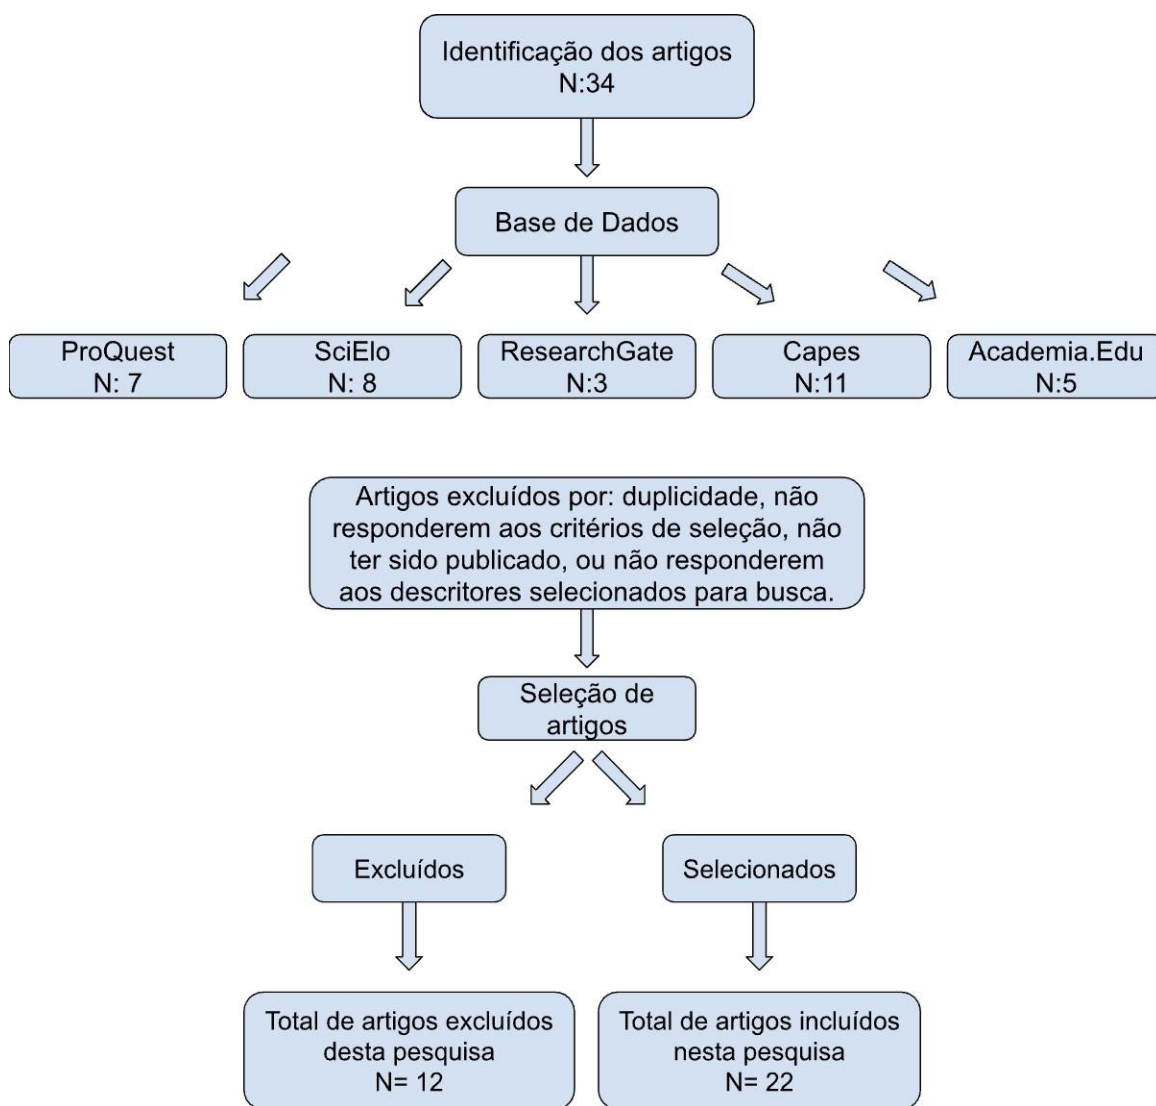 Identificação dos artigos
N:34
Base de Dados
ProQuest
N: 7
SciElo
N: 8
ResearchGate
N:3
Capes
N:11
Academia.Edu
N:5
Artigos excluídos por: duplicidade, não
responderem aos critérios de seleção, não
ter sido publicado, ou não responderem
aos descritores selecionados para busca.
Seleção de
artigos
Excluídos
Selecionados
Total de artigos excluídos
desta pesquisa
N= 12
Total de artigos incluídos
nesta pesquisa
N= 22